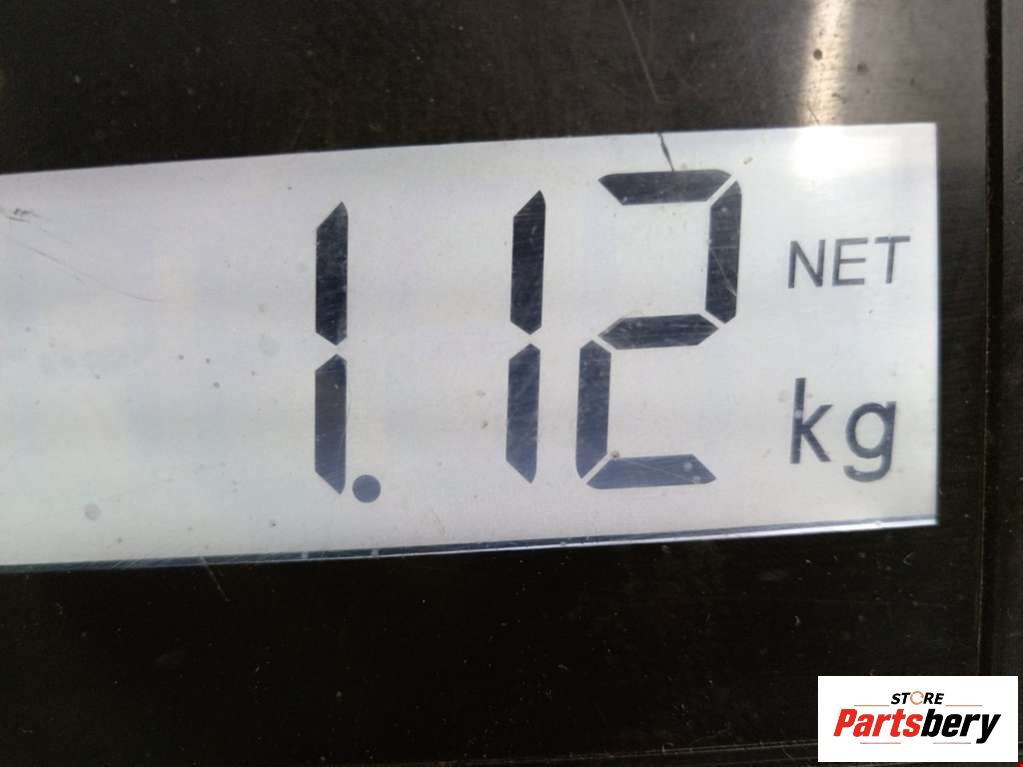 1.12 NET
kg
STORE
Partsbery